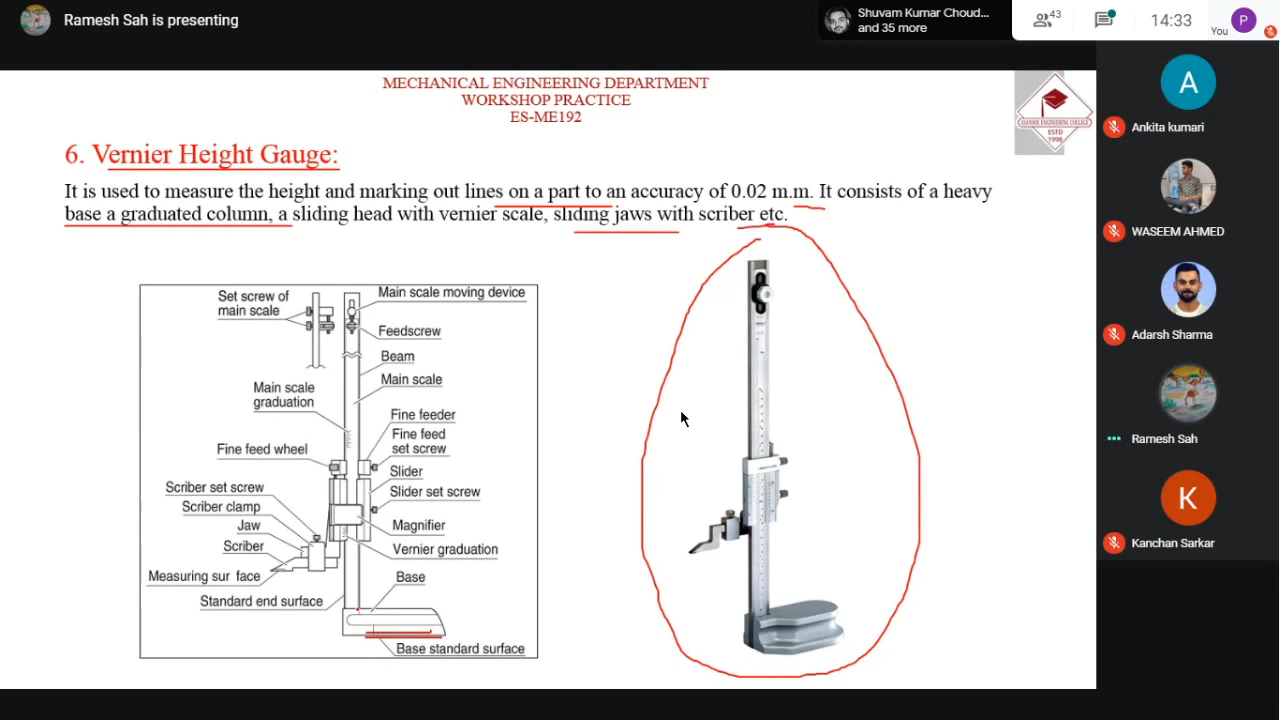 Ramesh Sah is presenting
Shuvam Kumar Choud...
and 35 more
43
14:33
You
P
MECHANICAL ENGINEERING DEPARTMENT
WORKSHOP PRACTICE
ES-ME192
ASANSOL ENGINEERING COLLEGE
ESTD
1998
6. Vernier Height Gauge:
It is used to measure the height and marking out lines on a part to an accuracy of 0.02 m.m. It consists of a heavy
base a graduated column, a sliding head with vernier scale, sliding jaws with scriber etc.
Set screw of
main scale
Main scale moving device
Feedscrew
Beam
Main scale
Main scale
graduation
Fine feeder
Fine feed
set screw
Fine feed wheel
Slider
Scriber set screw
Slider set screw
Scriber clamp
Jaw
Magnifier
Scriber
Vernier graduation
Measuring sur face
Base
Standard end surface
Base standard surface
A
Ankita kumari
WASEEM AHMED
Adarsh Sharma
Ramesh Sah
K
Kanchan Sarkar